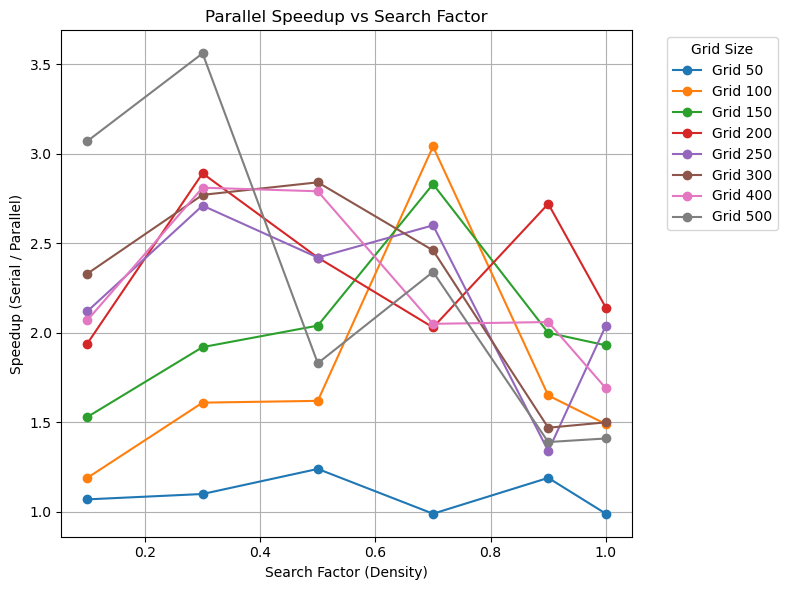 Parallel Speedup vs Search Factor
Speedup (Serial / Parallel)
3.5
3.0
2.5
2.0
1.5
1.0
0.2
0.4
0.6
0.8
1.0
Search Factor (Density)
Grid Size
Grid 50
Grid 100
Grid 150
Grid 200
Grid 250
Grid 300
Grid 400
Grid 500